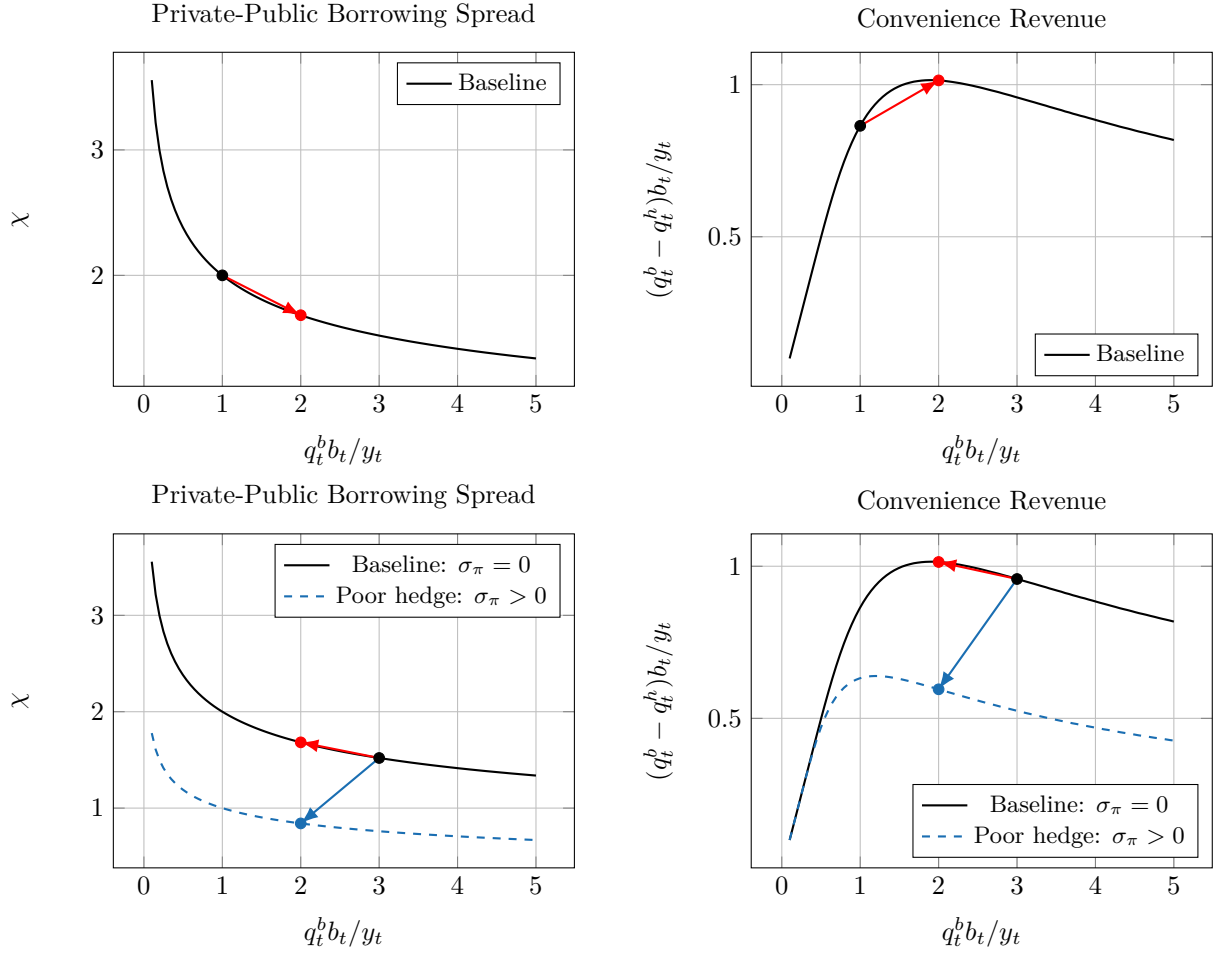 Private-Public Borrowing Spread
χ
3
2
Baseline
0 1 2 3 4 5
q_t^b b_t/y_t
Convenience Revenue
(q_t^b − q_t^h)b_t/y_t
1
0.5
Baseline
0 1 2 3 4 5
q_t^b b_t/y_t
Private-Public Borrowing Spread
χ
3
2
1
Baseline: σ_π = 0
Poor hedge: σ_π > 0
0 1 2 3 4 5
q_t^b b_t/y_t
Convenience Revenue
(q_t^b − q_t^h)b_t/y_t
1
0.5
Baseline: σ_π = 0
Poor hedge: σ_π > 0
0 1 2 3 4 5
q_t^b b_t/y_t